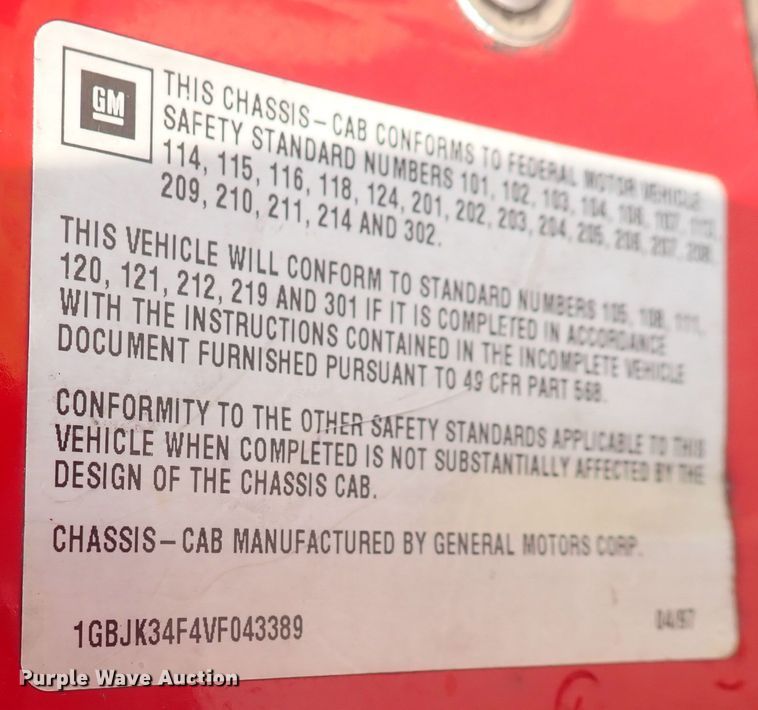 GM
THIS CHASSIS-CAB CONFORMS TO FEDERAL MOTOR VEHICLE
SAFETY STANDARD NUMBERS 101, 102, 103, 104, 106, 107, 113,
114, 115, 116, 118, 124, 201, 202, 203, 204, 205, 206, 207, 208,
209, 210, 211, 214 AND 302.
THIS VEHICLE WILL CONFORM TO STANDARD NUMBERS 105, 108, 111,
120, 121, 212, 219 AND 301 IF IT IS COMPLETED IN ACCORDANCE
WITH THE INSTRUCTIONS CONTAINED IN THE INCOMPLETE VEHICLE
DOCUMENT FURNISHED PURSUANT TO 49 CFR PART 568.
CONFORMITY TO THE OTHER SAFETY STANDARDS APPLICABLE TO THIS
VEHICLE WHEN COMPLETED IS NOT SUBSTANTIALLY AFFECTED BY THE
DESIGN OF THE CHASSIS CAB.
CHASSIS-CAB MANUFACTURED BY GENERAL MOTORS CORP.
1GBJK34F4VF043389 04/97
Purple Wave Auction